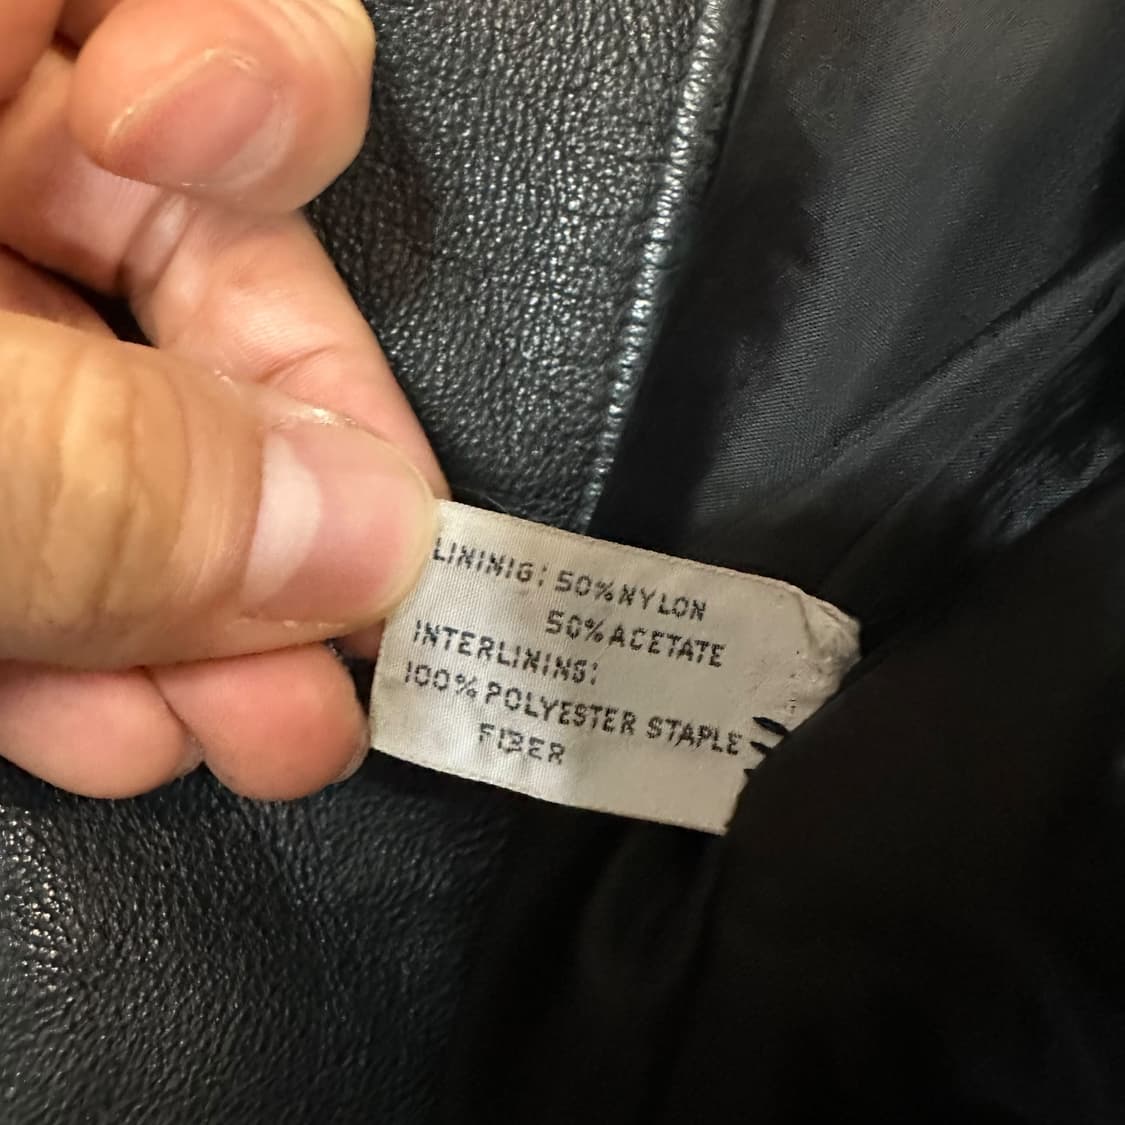 LININIG: 50% NYLON
50% ACETATE
INTERLINING:
100% POLYESTER STAPLE
FIBER